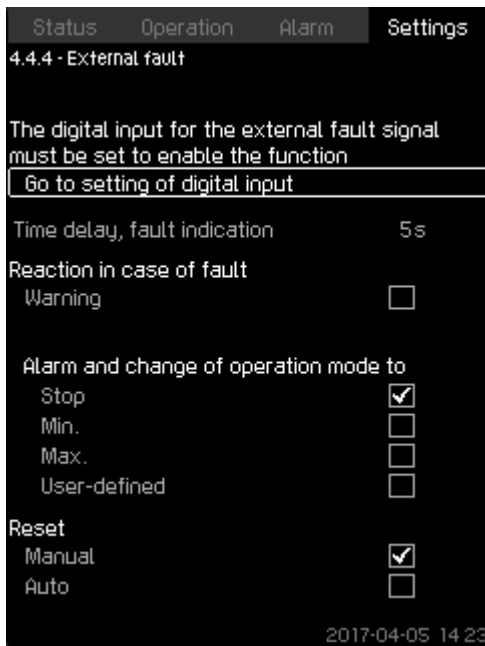 Status Operation Alarm Settings
4.4.4 - External fault
The digital input for the external fault signal
must be set to enable the function
Go to setting of digital input
Time delay, fault indication 5s
Reaction in case of fault
Warning
Alarm and change of operation mode to
Stop
Min.
Max.
User-defined
Reset
Manual
Auto
2017-04-05 14:23